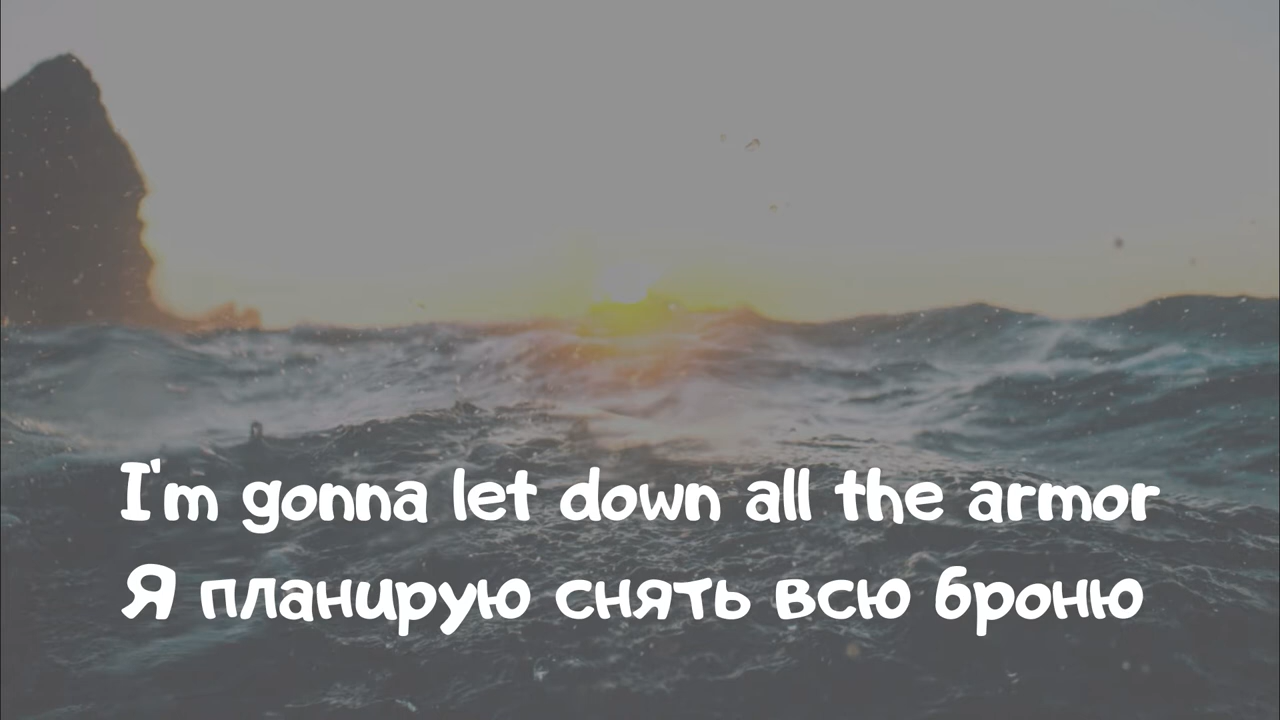 I'm gonna let down all the armor
Я планирую снять всю броню